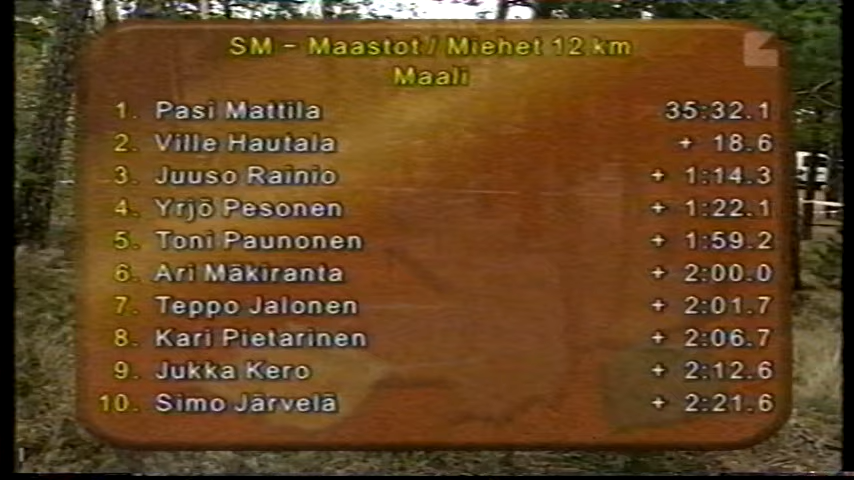 SM - Maastot / Miehet 12 km
Maali
1. Pasi Mattila 35:32.1
2. Ville Hautala + 18.6
3. Juuso Rainio + 1:14.3
4. Yrjö Pesonen + 1:22.1
5. Toni Paunonen + 1:59.2
6. Ari Mäkiranta + 2:00.0
7. Teppo Jalonen + 2:01.7
8. Kari Pietarinen + 2:06.7
9. Jukka Kero + 2:12.6
10. Simo Järvelä + 2:21.6